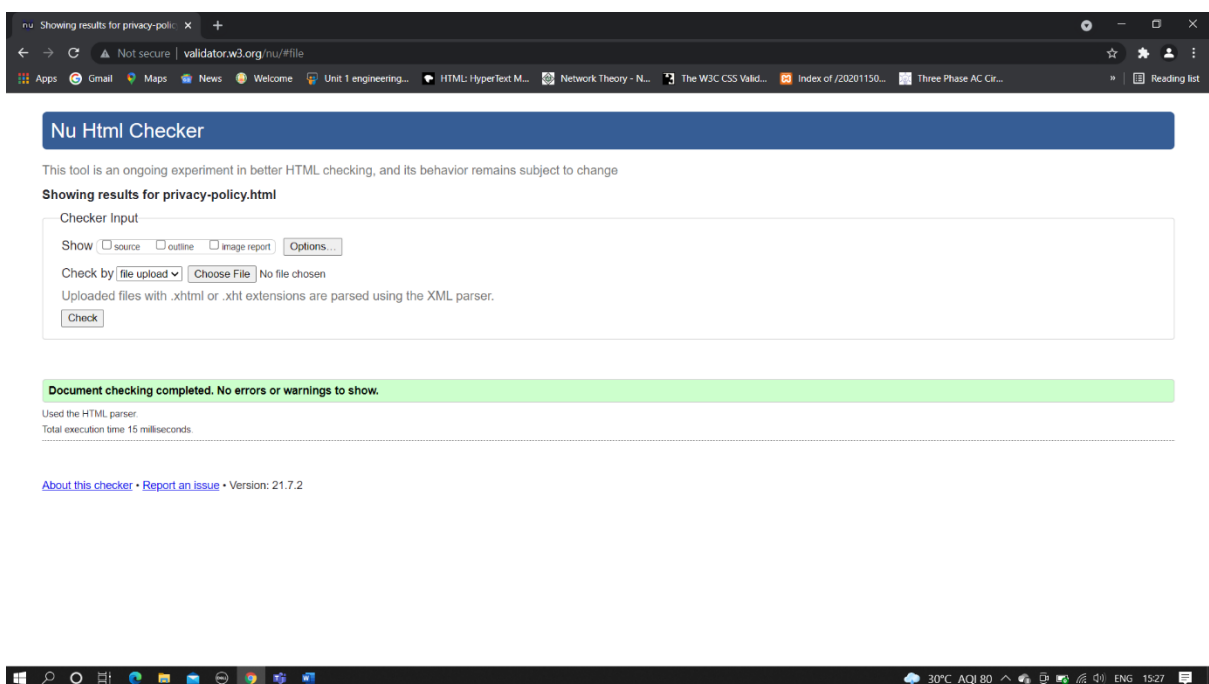 nu Showing results for privacy-polic
Not secure | validator.w3.org/nu/#file
Apps Gmail Maps News Welcome Unit 1 engineering... HTML: HyperText M... Network Theory - N... The W3C CSS Valid... Index of /20201150... Three Phase AC Cir... » Reading list
Nu Html Checker
This tool is an ongoing experiment in better HTML checking, and its behavior remains subject to change
Showing results for privacy-policy.html
Checker Input
Show source outline image report Options...
Check by file upload Choose File No file chosen
Uploaded files with .xhtml or .xht extensions are parsed using the XML parser.
Check
Document checking completed. No errors or warnings to show.
Used the HTML parser.
Total execution time 15 milliseconds.
About this checker • Report an issue • Version: 21.7.2
30°C AQI 80 ENG 15:27